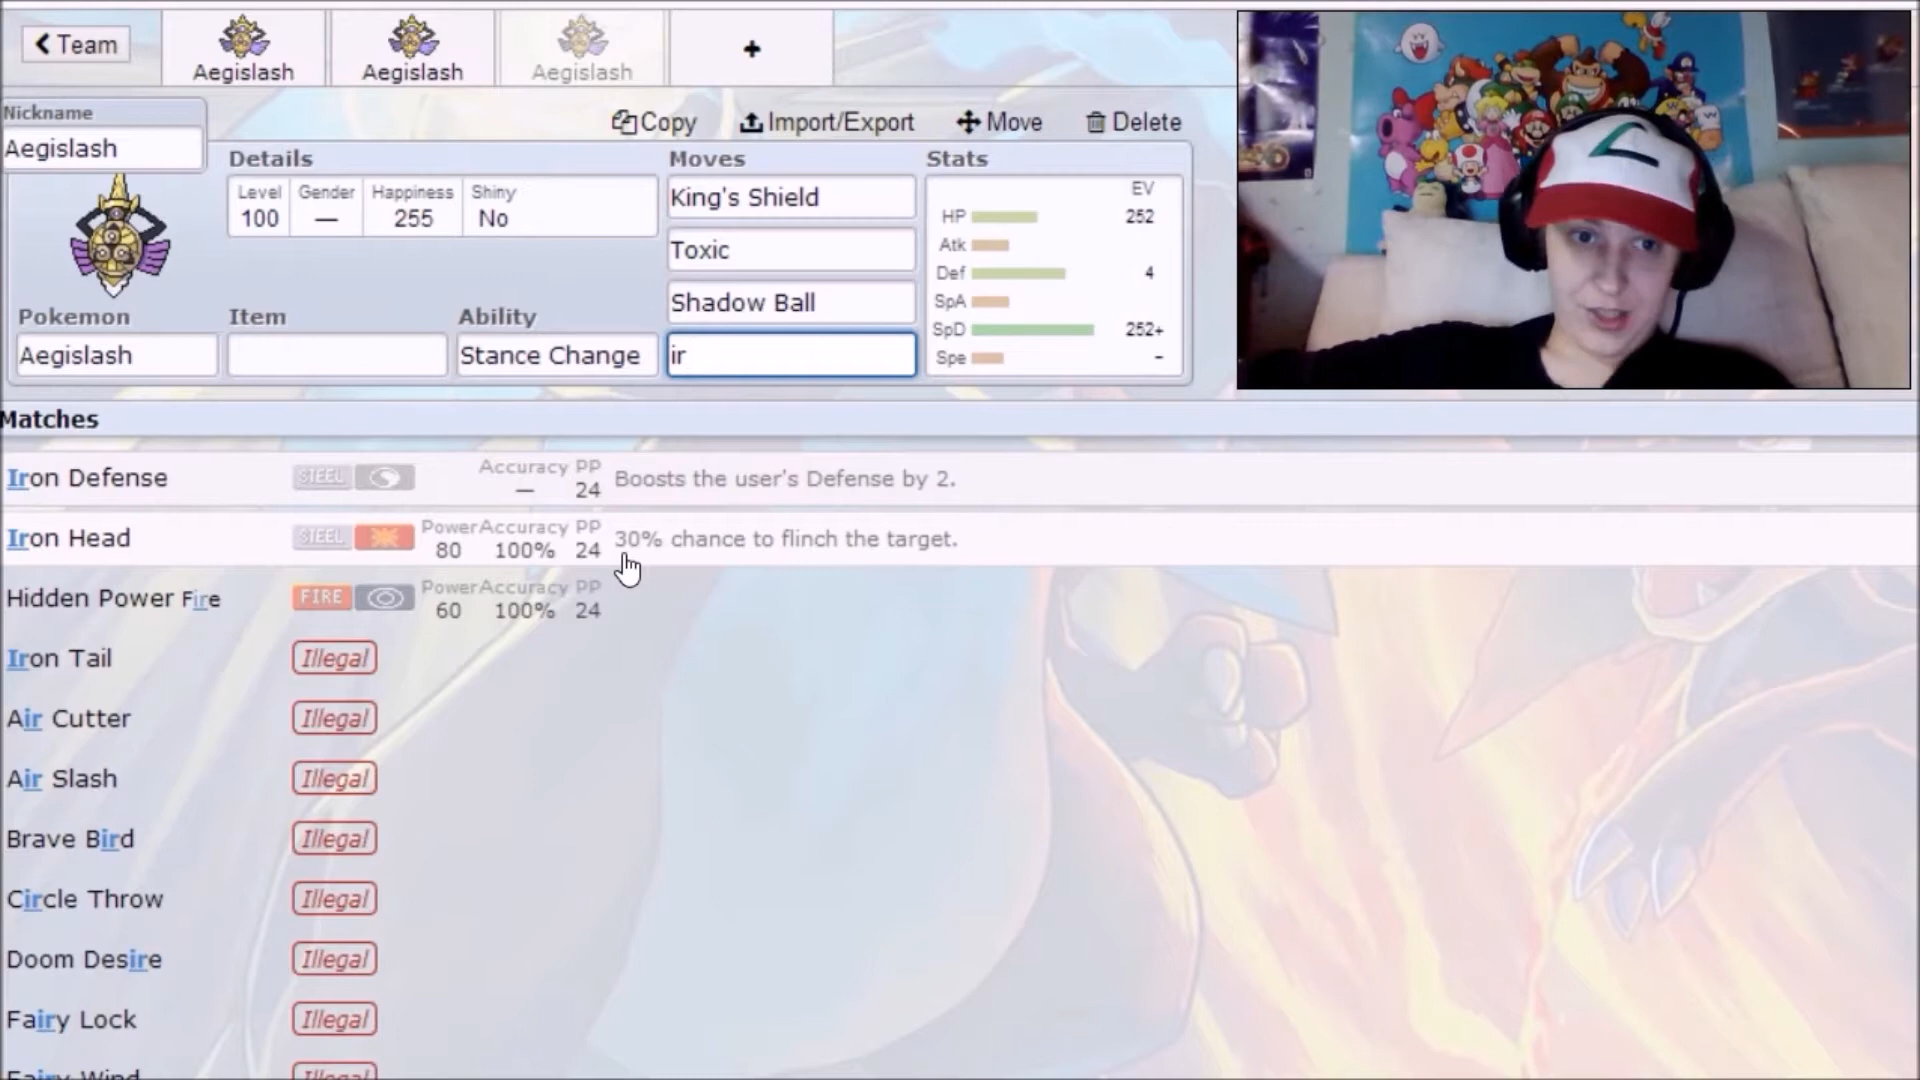 Team
Aegislash
Aegislash
Aegislash
+
Nickname
Aegislash
Copy
Import/Export
Move
Delete
Details
Level
100
Gender
—
Happiness
255
Shiny
No
Pokemon
Aegislash
Item
Ability
Stance Change
Moves
King's Shield
Toxic
Shadow Ball
ir
Stats
EV
HP 252
Atk
Def 4
SpA
SpD 252+
Spe -
Matches
Iron Defense STEEL Accuracy — PP 24 Boosts the user's Defense by 2.
Iron Head STEEL Power 80 Accuracy 100% PP 24 30% chance to flinch the target.
Hidden Power Fire FIRE Power 60 Accuracy 100% PP 24
Iron Tail Illegal
Air Cutter Illegal
Air Slash Illegal
Brave Bird Illegal
Circle Throw Illegal
Doom Desire Illegal
Fairy Lock Illegal
Fairy Wind Illegal